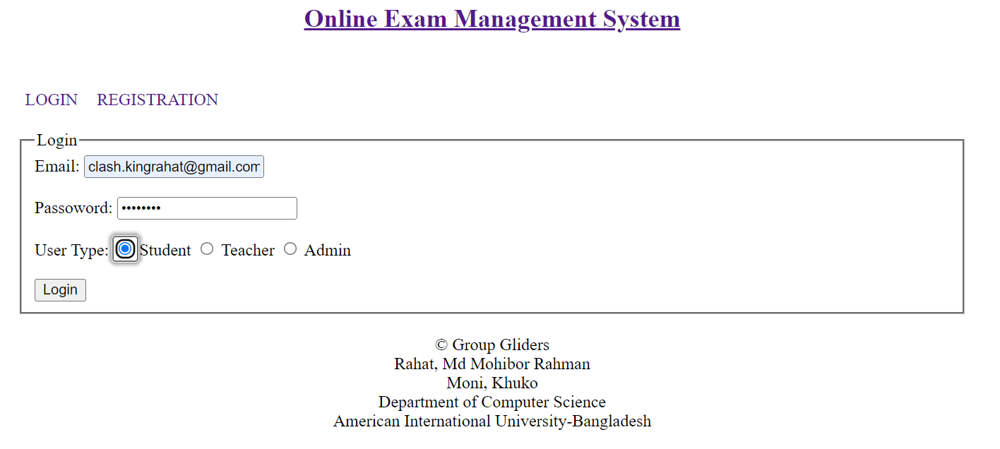 Online Exam Management System
LOGIN REGISTRATION
Login
Email: clash.kingrahat@gmail.com
Passoword: ••••••••
User Type: Student Teacher Admin
Login
© Group Gliders
Rahat, Md Mohibor Rahman
Moni, Khuko
Department of Computer Science
American International University-Bangladesh